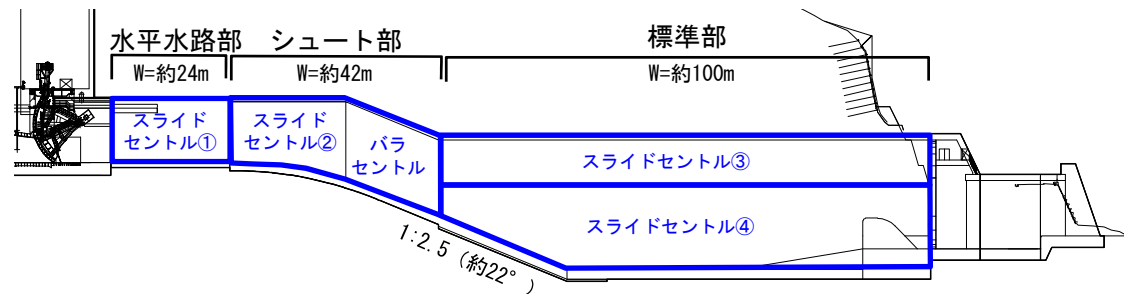 水平水路部
シュート部
標準部
W=約24m
W=約42m
W=約100m
スライド
セントル①
スライド
セントル②
バラ
セントル
スライドセントル③
スライドセントル④
1:2.5 (約22°)